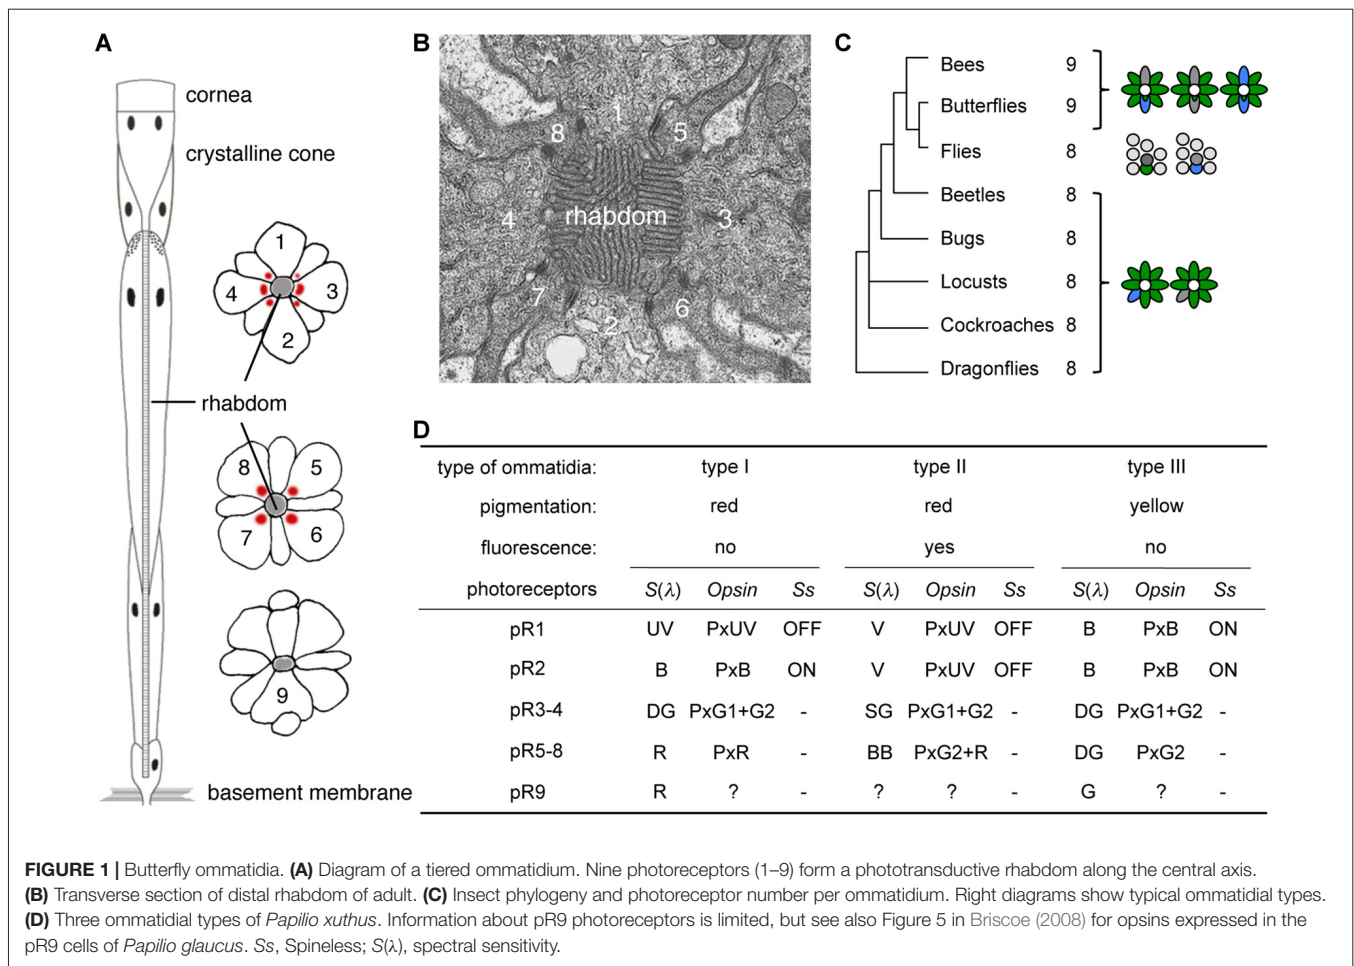 A
cornea
crystalline cone
1
4
3
2
rhabdom
8
5
7
6
9
basement membrane
B
1
8
5
4
rhabdom
3
7
6
2
C
Bees 9
Butterflies 9
Flies 8
Beetles 8
Bugs 8
Locusts 8
Cockroaches 8
Dragonflies 8
D
type of ommatidia: type I type II type III
pigmentation: red red yellow
fluorescence: no yes no
photoreceptors S(λ) Opsin Ss S(λ) Opsin Ss S(λ) Opsin Ss
pR1 UV PxUV OFF V PxUV OFF B PxB ON
pR2 B PxB ON V PxUV OFF B PxB ON
pR3-4 DG PxG1+G2 - SG PxG1+G2 - DG PxG1+G2 -
pR5-8 R PxR - BB PxG2+R - DG PxG2 -
pR9 R ? - ? ? - G ? -
FIGURE 1 | Butterfly ommatidia. (A) Diagram of a tiered ommatidium. Nine photoreceptors (1–9) form a phototransductive rhabdom along the central axis.
(B) Transverse section of distal rhabdom of adult. (C) Insect phylogeny and photoreceptor number per ommatidium. Right diagrams show typical ommatidial types.
(D) Three ommatidial types of Papilio xuthus. Information about pR9 photoreceptors is limited, but see also Figure 5 in Briscoe (2008) for opsins expressed in the
pR9 cells of Papilio glaucus. Ss, Spineless; S(λ), spectral sensitivity.